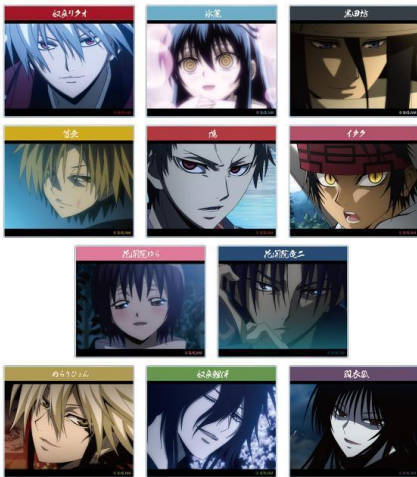 奴良リクオ
氷麗
黒田坊
首無
鴆
イタク
花開院ゆら
花開院竜二
ぬらりひょん
奴良鯉伴
羽衣狐